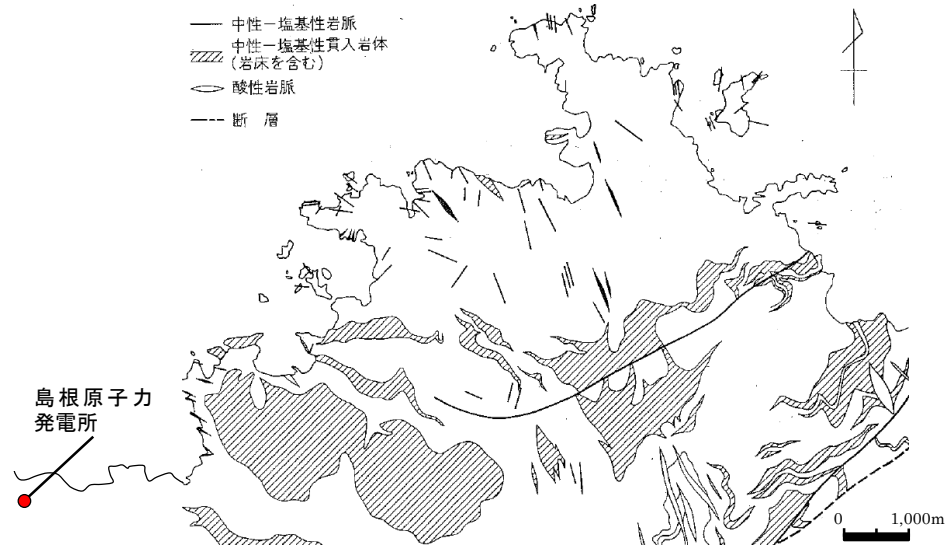 中性－塩基性岩脈
中性－塩基性貫入岩体
(岩床を含む)
酸性岩脈
断　層
島根原子力
発電所
0 1,000m